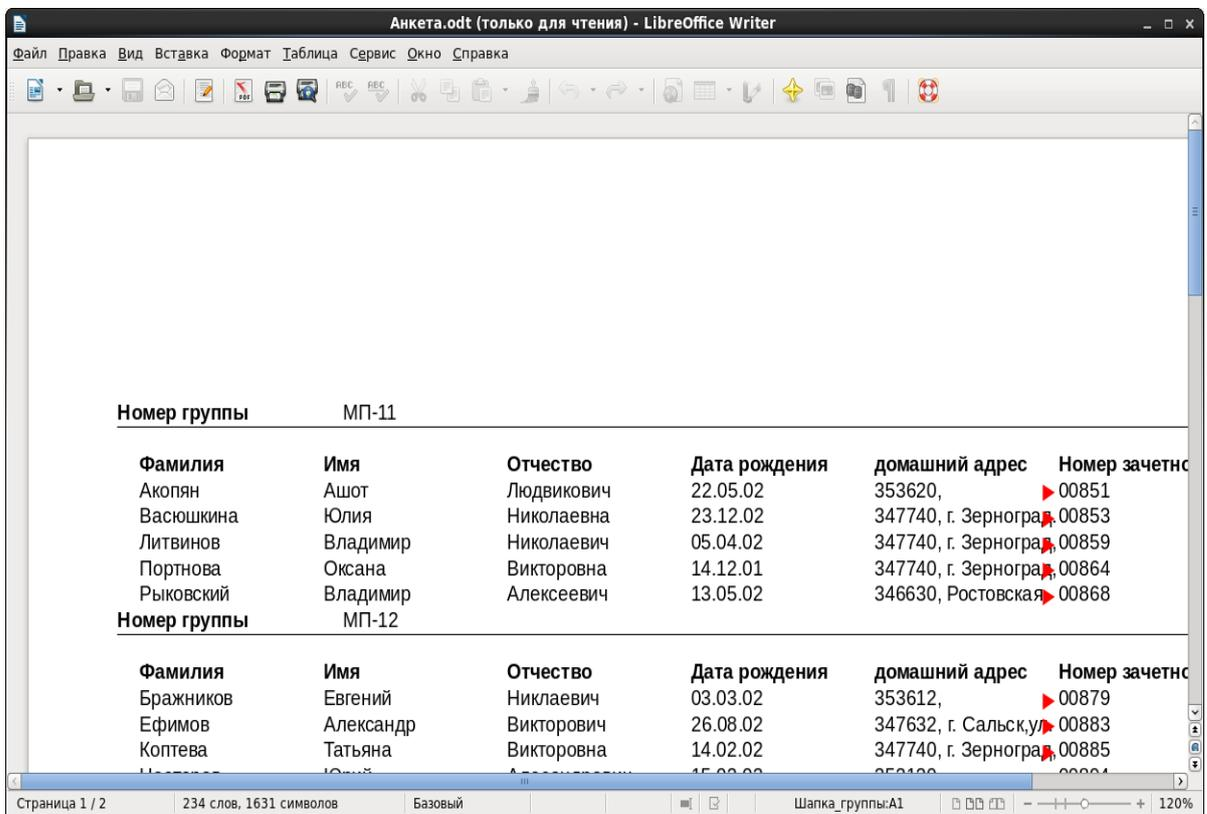 Анкета.odt (только для чтения) - LibreOffice Writer
Файл Правка Вид Вставка Формат Таблица Сервис Окно Справка
Номер группы МП-11
Фамилия Имя Отчество Дата рождения домашний адрес Номер зачетно
Акопян Ашот Людвикович 22.05.02 353620, 00851
Васюшкина Юлия Николаевна 23.12.02 347740, г. Зерноград. 00853
Литвинов Владимир Николаевич 05.04.02 347740, г. Зерноград, 00859
Портнова Оксана Викторовна 14.12.01 347740, г. Зерноград, 00864
Рыковский Владимир Алексеевич 13.05.02 346630, Ростовская 00868
Номер группы МП-12
Фамилия Имя Отчество Дата рождения домашний адрес Номер зачетно
Бражников Евгений Никлаевич 03.03.02 353612, 00879
Ефимов Александр Викторович 26.08.02 347632, г. Сальск,ул 00883
Коптева Татьяна Викторовна 14.02.02 347740, г. Зерноград, 00885
Страница 1 / 2 234 слов, 1631 символов Базовый Шапка_группы:A1 120%